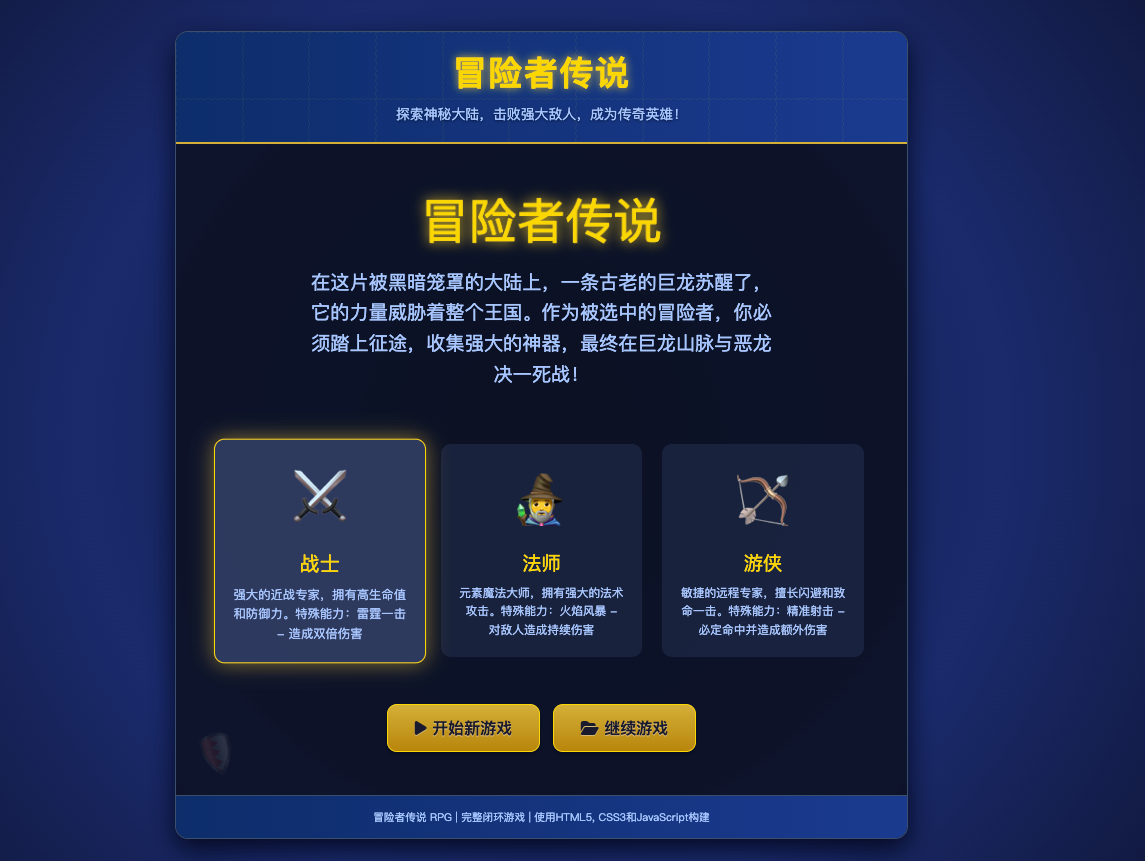 冒险者传说
探索神秘大陆，击败强大敌人，成为传奇英雄！
冒险者传说
在这片被黑暗笼罩的大陆上，一条古老的巨龙苏醒了，
它的力量威胁着整个王国。作为被选中的冒险者，你必
须踏上征途，收集强大的神器，最终在巨龙山脉与恶龙
决一死战！
战士
强大的近战专家，拥有高生命值
和防御力。特殊能力：雷霆一击
– 造成双倍伤害
法师
元素魔法大师，拥有强大的法术
攻击。特殊能力：火焰风暴 –
对敌人造成持续伤害
游侠
敏捷的远程专家，擅长闪避和致
命一击。特殊能力：精准射击 –
必定命中并造成额外伤害
开始新游戏
继续游戏
冒险者传说 RPG | 完整闭环游戏 | 使用HTML5, CSS3和JavaScript构建